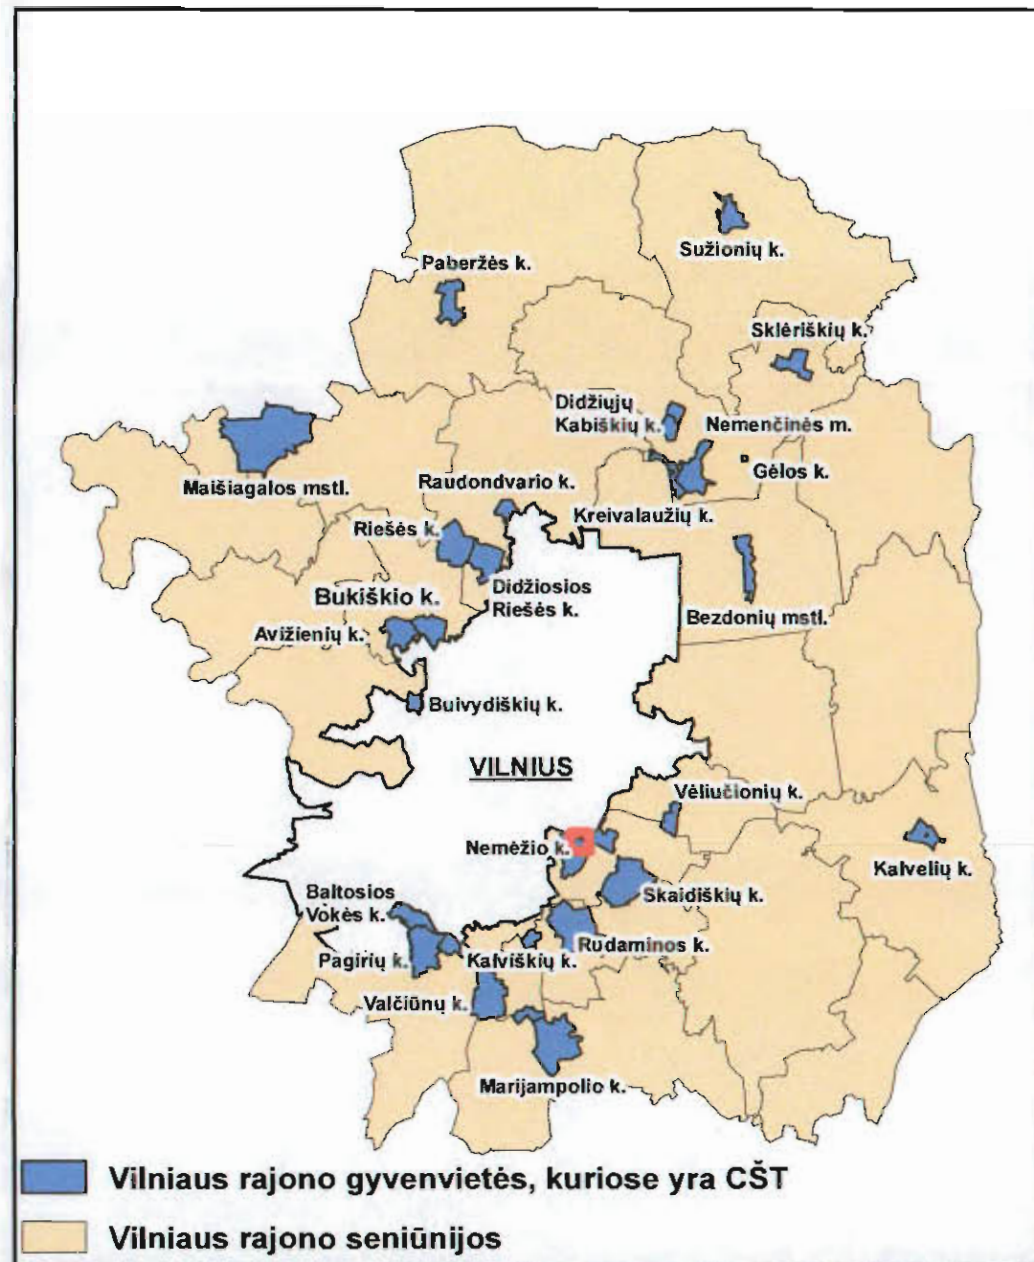 Sužionių k.
Paberžės k.
Sklėriškių k.
Didžiųjų
Kabiškių k.
Nemenčinės m.
Gėlos k.
Maišiagalos mstl.
Raudondvario k.
Kreivalaužių k.
Riešės k.
Didžiosios
Riešės k.
Bukiškio k.
Bezdonių mstl.
Avižienių k.
Buivydiškių k.
VILNIUS
Vėliučionių k.
Nemėžio k.
Kalvelių k.
Skaidiškių k.
Baltosios
Vokės k.
Rudaminos k.
Pagirių k.
Kalviškių k.
Valčiūnų k.
Marijampolio k.
Vilniaus rajono gyvenvietės, kuriose yra CŠT
Vilniaus rajono seniūnijos